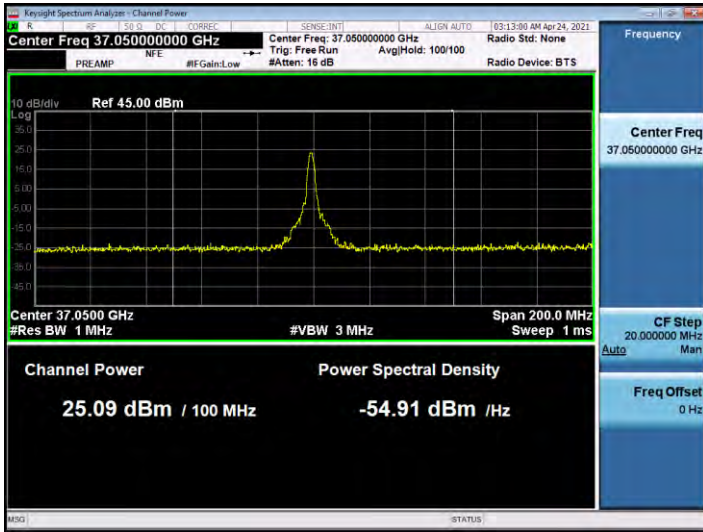 Keysight Spectrum Analyzer - Channel Power
R RF 50 Ω DC CORREC SENSE:INT ALIGN AUTO 03:13:00 AM Apr 24, 2021
Center Freq 37.050000000 GHz Center Freq: 37.050000000 GHz Radio Std: None
NFE Trig: Free Run Avg|Hold: 100/100
PREAMP #IFGain:Low #Atten: 16 dB Radio Device: BTS
Frequency
10 dB/div Ref 45.00 dBm
Log
35.0
25.0
15.0
5.00
-5.00
-15.0
-25.0
-35.0
-45.0
Center Freq
37.050000000 GHz
Center 37.0500 GHz Span 200.0 MHz
#Res BW 1 MHz #VBW 3 MHz Sweep 1 ms
CF Step
20.000000 MHz
Auto Man
Channel Power Power Spectral Density
25.09 dBm / 100 MHz -54.91 dBm /Hz
Freq Offset
0 Hz
MSG STATUS